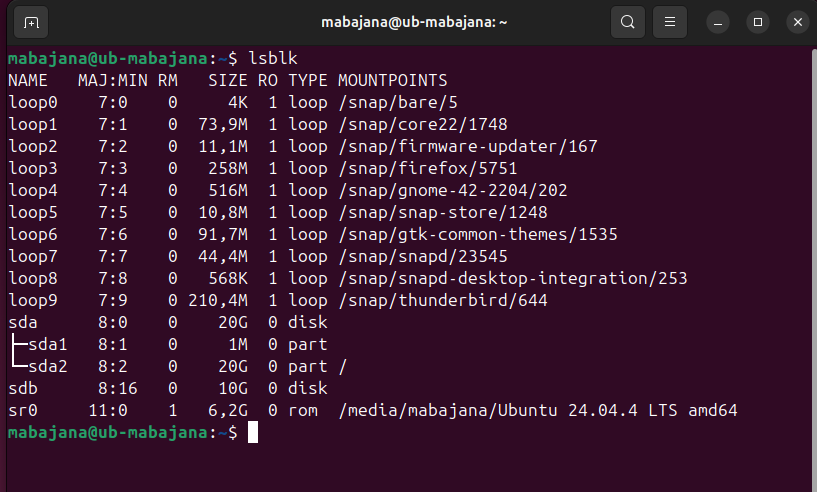 mabajana@ub-mabajana: ~
mabajana@ub-mabajana:~$ lsblk
NAME   MAJ:MIN RM   SIZE RO TYPE MOUNTPOINTS
loop0    7:0    0     4K  1 loop /snap/bare/5
loop1    7:1    0  73,9M  1 loop /snap/core22/1748
loop2    7:2    0  11,1M  1 loop /snap/firmware-updater/167
loop3    7:3    0   258M  1 loop /snap/firefox/5751
loop4    7:4    0   516M  1 loop /snap/gnome-42-2204/202
loop5    7:5    0  10,8M  1 loop /snap/snap-store/1248
loop6    7:6    0  91,7M  1 loop /snap/gtk-common-themes/1535
loop7    7:7    0  44,4M  1 loop /snap/snapd/23545
loop8    7:8    0   568K  1 loop /snap/snapd-desktop-integration/253
loop9    7:9    0 210,4M  1 loop /snap/thunderbird/644
sda      8:0    0    20G  0 disk
├─sda1   8:1    0     1M  0 part
└─sda2   8:2    0    20G  0 part /
sdb      8:16   0    10G  0 disk
sr0     11:0    1   6,2G  0 rom  /media/mabajana/Ubuntu 24.04.4 LTS amd64
mabajana@ub-mabajana:~$